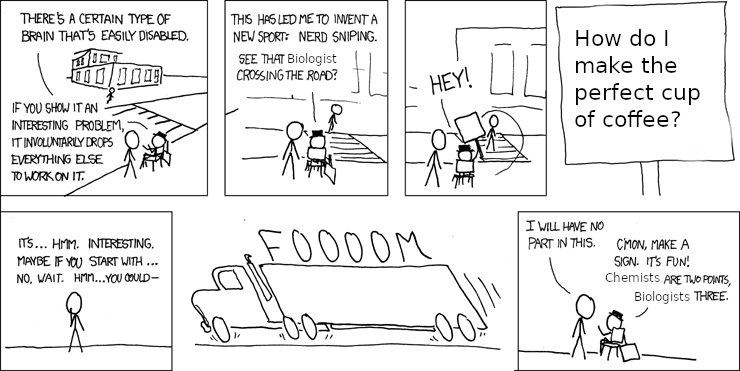 THERE'S A CERTAIN TYPE OF
BRAIN THAT'S EASILY DISABLED.
IF YOU SHOW IT AN
INTERESTING PROBLEM,
IT INVOLUNTARILY DROPS
EVERYTHING ELSE
TO WORK ON IT.
THIS HAS LED ME TO INVENT A
NEW SPORT: NERD SNIPING.
SEE THAT Biologist
CROSSING THE ROAD?
HEY!
How do I
make the
perfect cup
of coffee?
IT'S... HMM. INTERESTING.
MAYBE IF YOU START WITH ...
NO, WAIT. HMM...YOU COULD—
FOOOOM
I WILL HAVE NO
PART IN THIS.
C'MON, MAKE A
SIGN. IT'S FUN!
Chemists ARE TWO POINTS,
Biologists THREE.